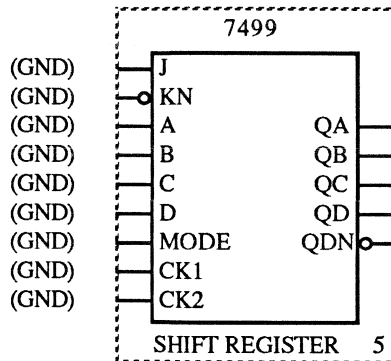 7499
(GND) J
(GND) KN
(GND) A QA
(GND) B QB
(GND) C QC
(GND) D QD
(GND) MODE QDN
(GND) CK1
(GND) CK2
SHIFT REGISTER 5